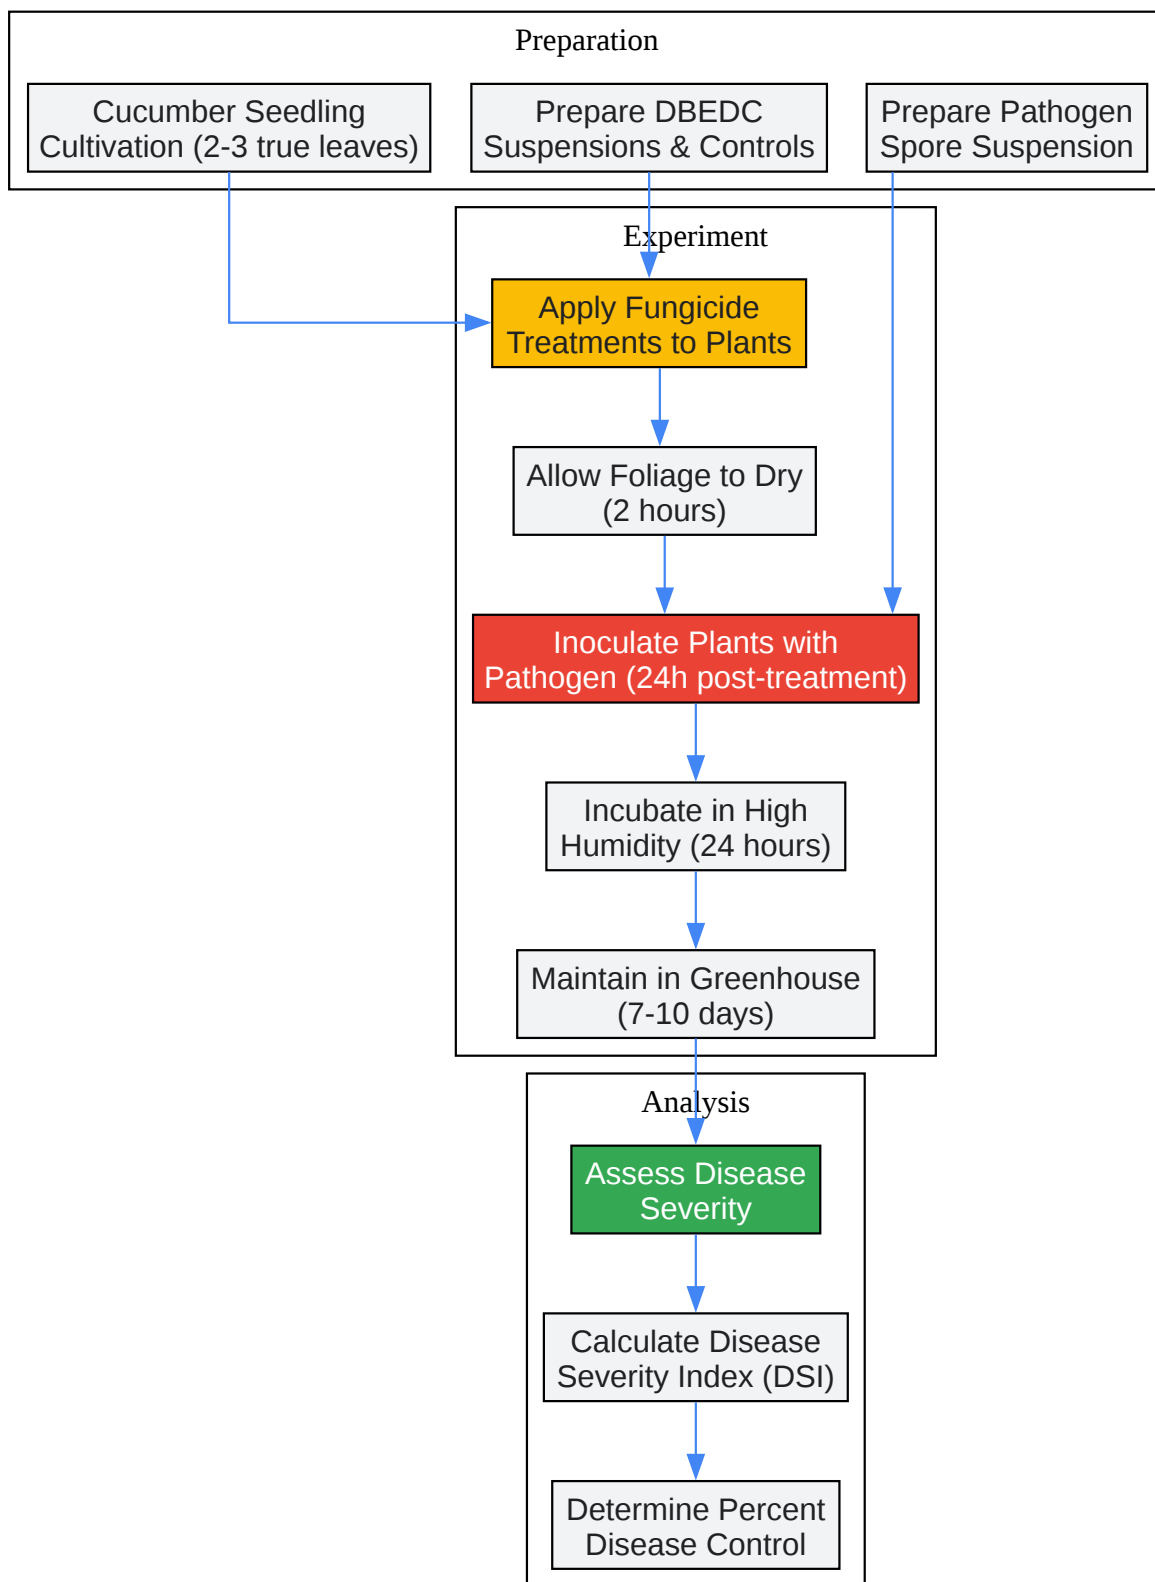 Preparation
Cucumber Seedling
Cultivation (2-3 true leaves)
Prepare DBEDC
Suspensions & Controls
Prepare Pathogen
Spore Suspension
Experiment
Apply Fungicide
Treatments to Plants
Allow Foliage to Dry
(2 hours)
Inoculate Plants with
Pathogen (24h post-treatment)
Incubate in High
Humidity (24 hours)
Maintain in Greenhouse
(7-10 days)
Analysis
Assess Disease
Severity
Calculate Disease
Severity Index (DSI)
Determine Percent
Disease Control